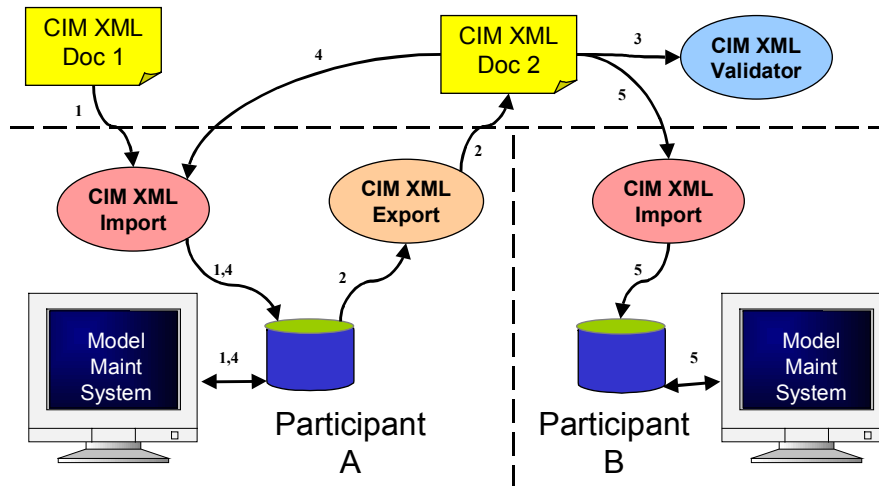 CIM XML
Doc 1
4
CIM XML
Doc 2
3
CIM XML
Validator
5
1
2
CIM XML
Import
CIM XML
Export
CIM XML
Import
1,4
2
5
Model
Maint
System
1,4
5
Model
Maint
System
Participant
A
Participant
B